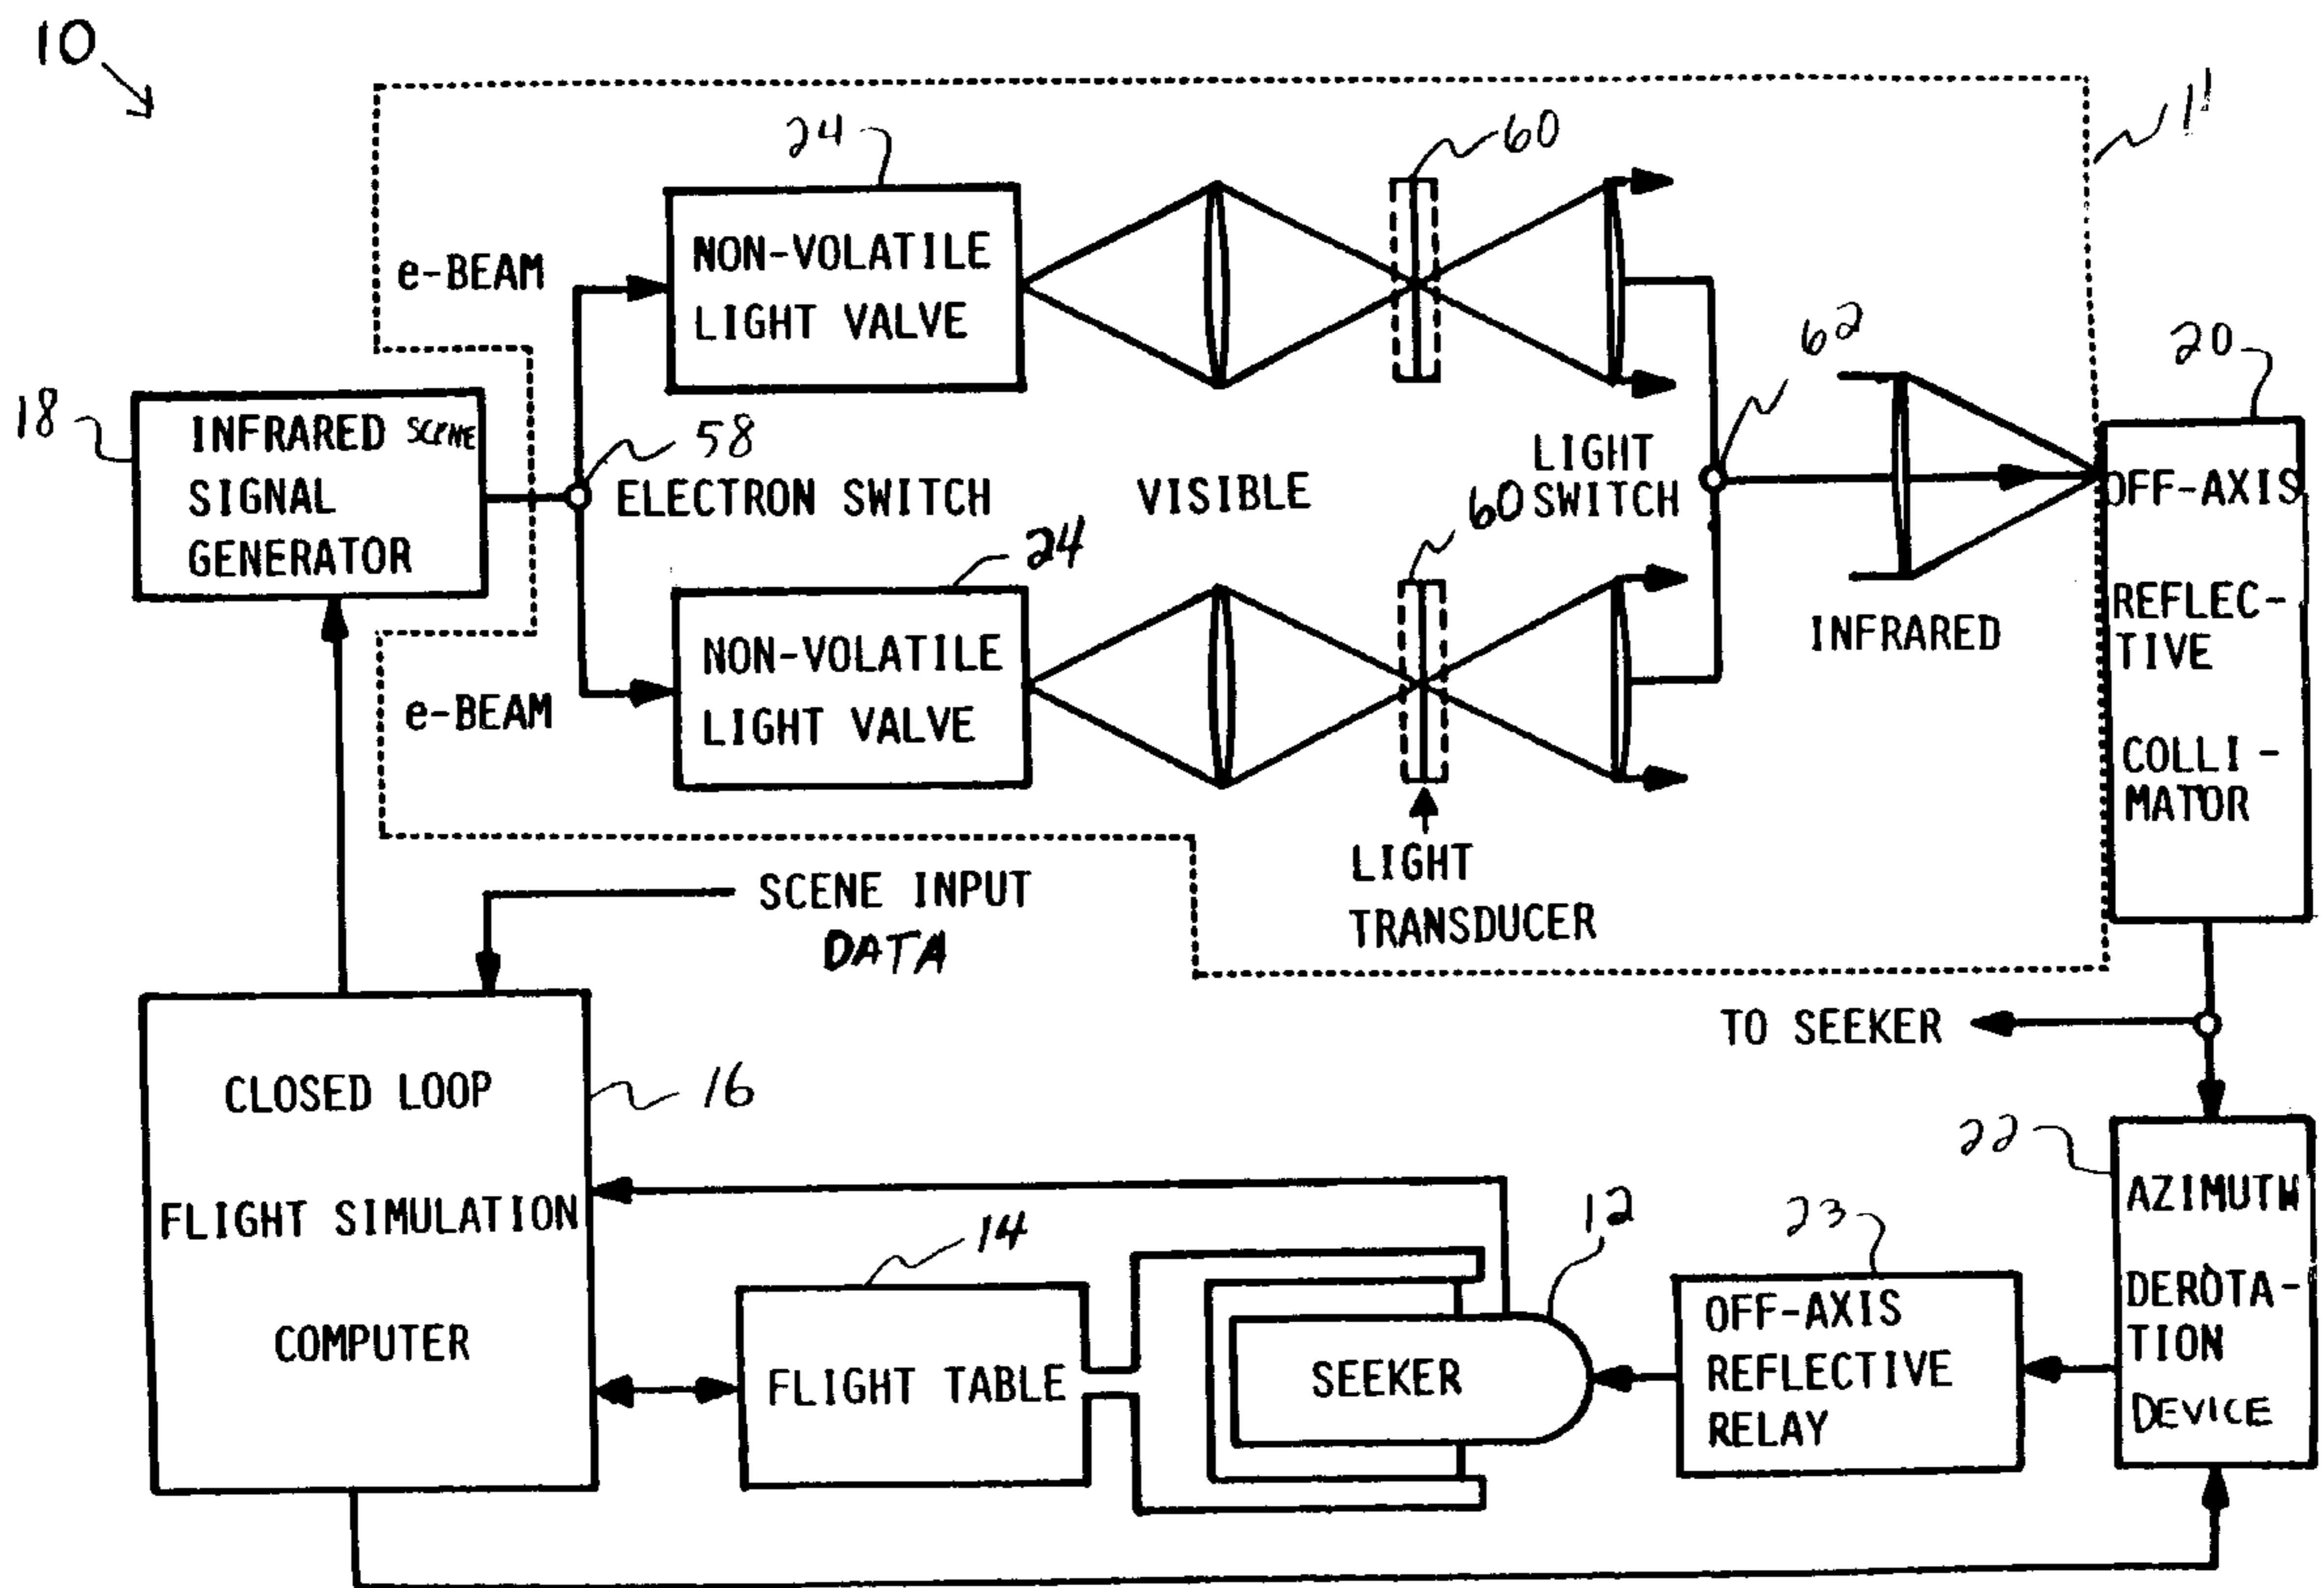 10
11
24
60
e-BEAM
NON-VOLATILE
LIGHT VALVE
62
20
18
INFRARED SCENE
SIGNAL
GENERATOR
58
ELECTRON SWITCH
VISIBLE
LIGHT
SWITCH
60
24
OFF-AXIS
REFLEC-
TIVE
COLLI-
MATOR
INFRARED
e-BEAM
NON-VOLATILE
LIGHT VALVE
LIGHT
TRANSDUCER
SCENE INPUT
DATA
TO SEEKER
CLOSED LOOP
FLIGHT SIMULATION
COMPUTER
16
14
FLIGHT TABLE
12
SEEKER
23
OFF-AXIS
REFLECTIVE
RELAY
22
AZIMUTH
DEROTA-
TION
DEVICE